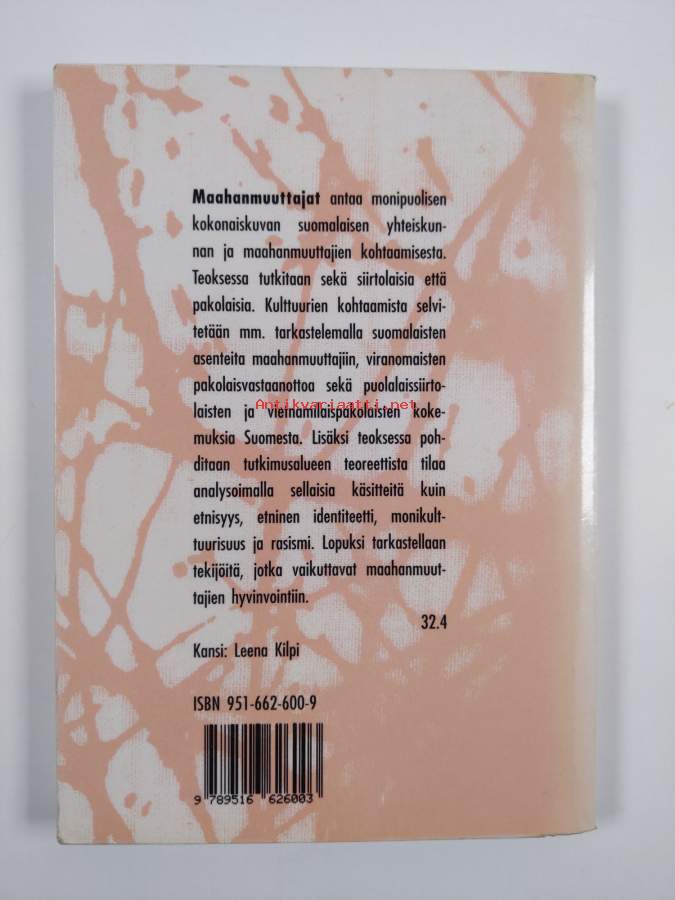 Maahanmuuttajat antaa monipuolisen
kokonaiskuvan suomalaisen yhteiskun-
nan ja maahanmuuttajien kohtaamisesta.
Teoksessa tutkitaan sekä siirtolaisia että
pakolaisia. Kulttuurien kohtaamista selvi-
tetään mm. tarkastelemalla suomalaisten
asenteita maahanmuuttajiin, viranomaisten
pakolaisvastaanottoa sekä puolalaissiirto-
Antikvariaatti.net
laisten ja vietnamilaispakolaisten koke-
muksia Suomesta. Lisäksi teoksessa poh-
ditaan tutkimusalueen teoreettista tilaa
analysoimalla sellaisia käsitteitä kuin
etnisyys, etninen identiteetti, monikult-
tuurisuus ja rasismi. Lopuksi tarkastellaan
tekijöitä, jotka vaikuttavat maahanmuut-
tajien hyvinvointiin.
32.4
Kansi: Leena Kilpi
ISBN 951-662-600-9
9 789516 626003